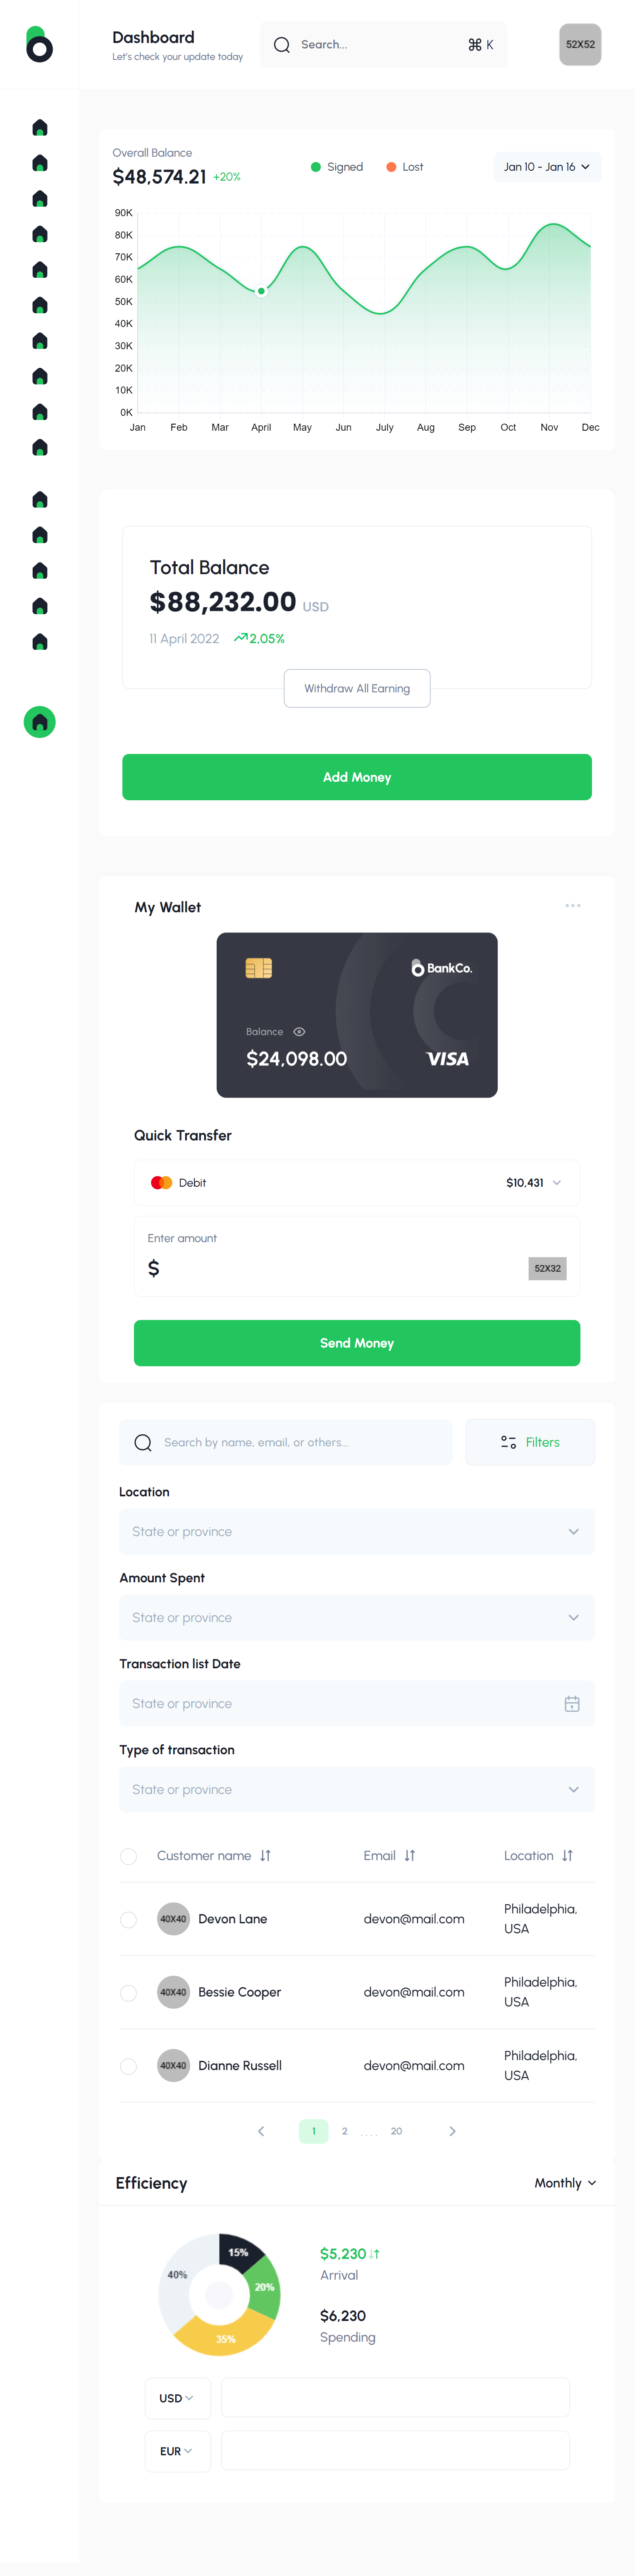 Dashboard
Let's check your update today
Search...
⌘ K
52X52
Overall Balance
$48,574.21 +20%
Signed
Lost
Jan 10 - Jan 16
90K
80K
70K
60K
50K
40K
30K
20K
10K
0K
Jan Feb Mar April May Jun July Aug Sep Oct Nov Dec
Total Balance
$88,232.00 USD
11 April 2022 2.05%
Withdraw All Earning
Add Money
My Wallet
BankCo.
Balance
$24,098.00
VISA
Quick Transfer
Debit
$10,431
Enter amount
$
52X32
Send Money
Search by name, email, or others...
Filters
Location
State or province
Amount Spent
State or province
Transaction list Date
State or province
Type of transaction
State or province
Customer name Email Location
40X40 Devon Lane devon@mail.com Philadelphia,
USA
40X40 Bessie Cooper devon@mail.com Philadelphia,
USA
40X40 Dianne Russell devon@mail.com Philadelphia,
USA
1 2 . . . . 20
Efficiency
Monthly
15%
20%
35%
40%
$5,230
Arrival
$6,230
Spending
USD
EUR